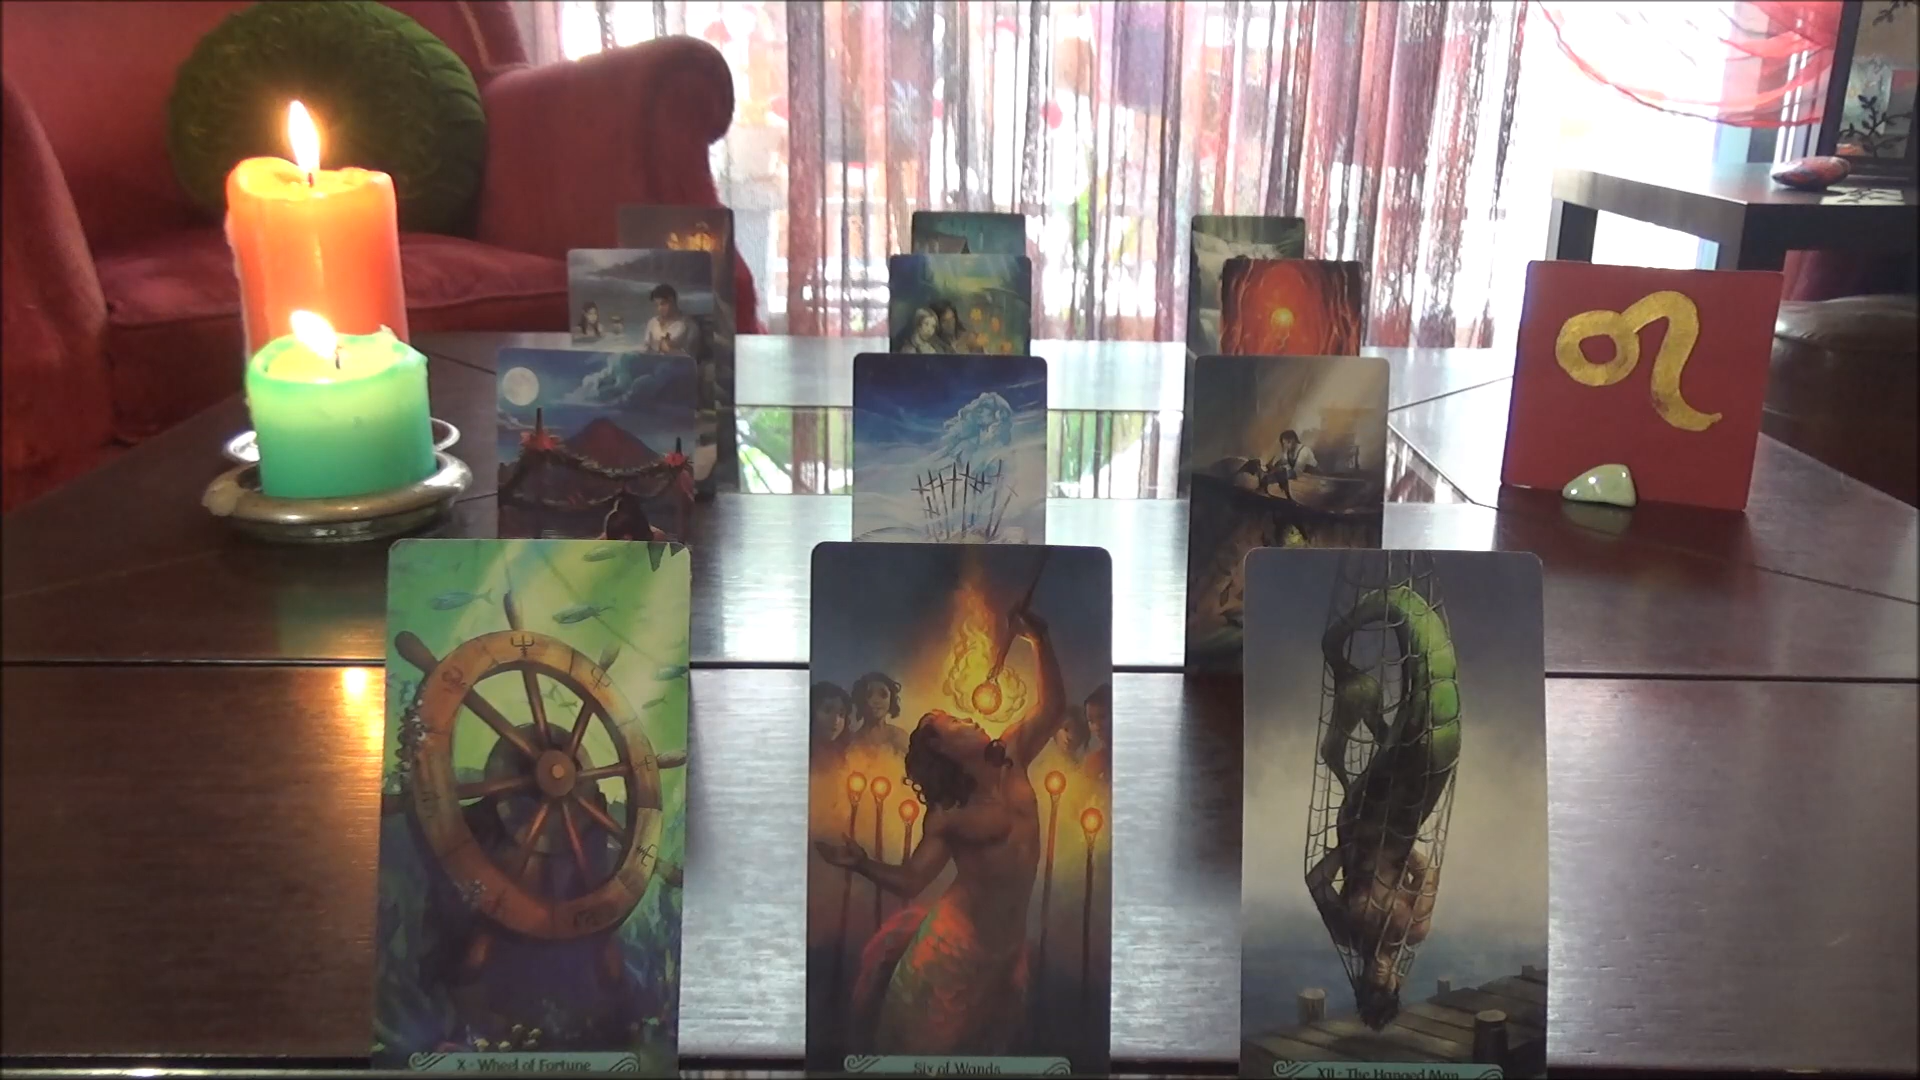 X - Wheel of Fortune
Six of Wands
XII - The Hanged Man